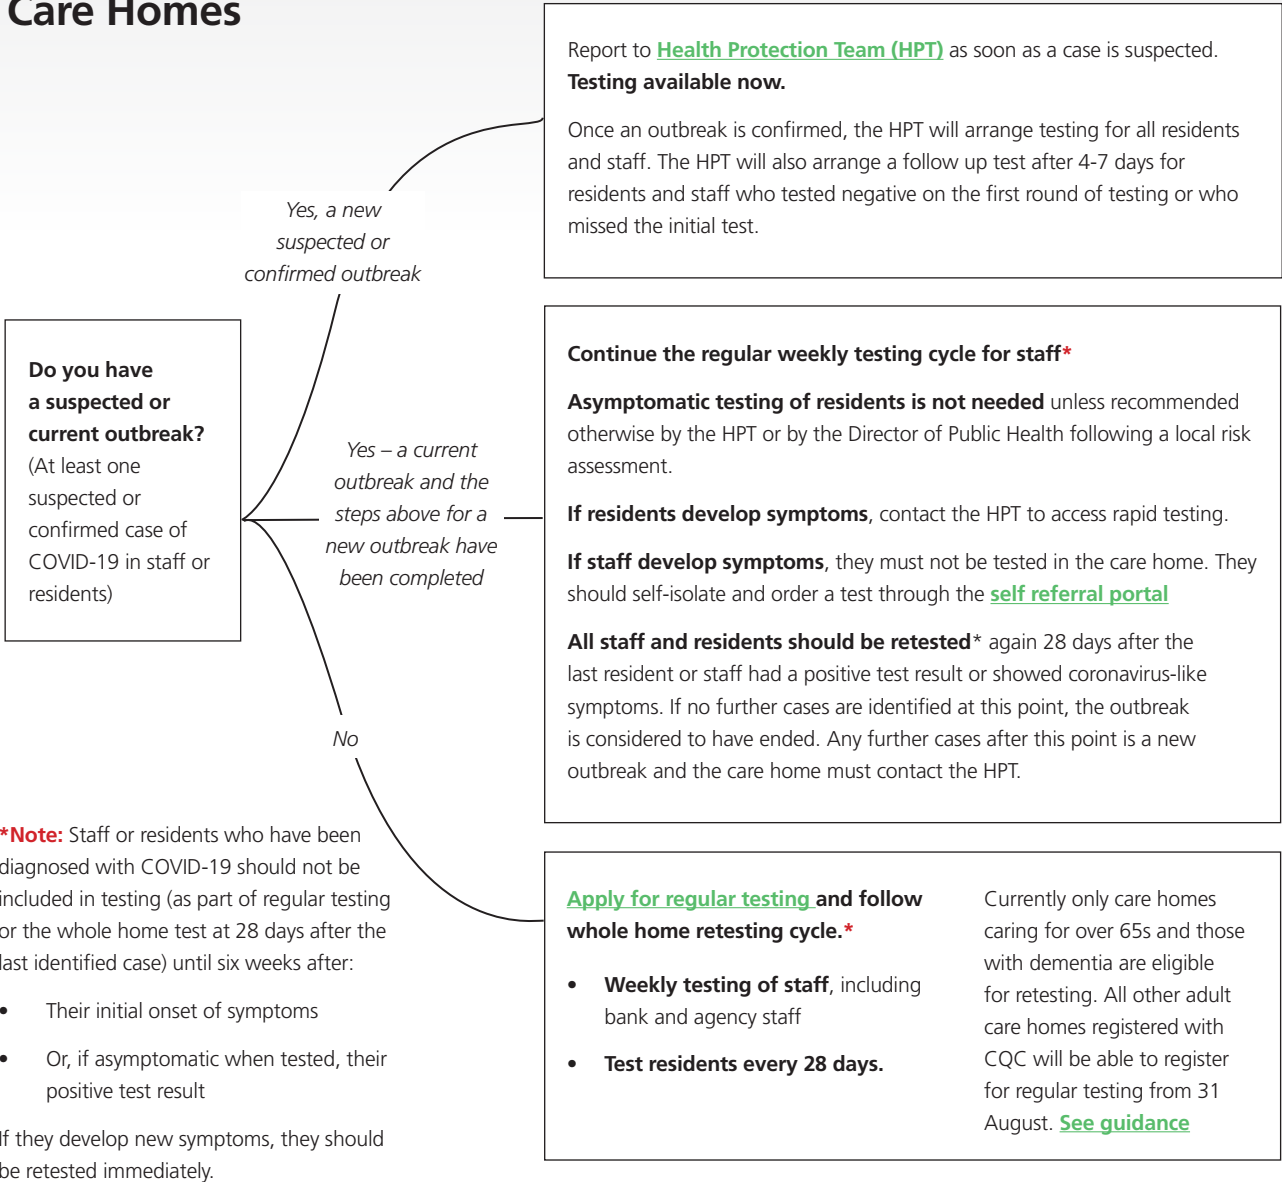 Care Homes
Report to Health Protection Team (HPT) as soon as a case is suspected.
Testing available now.
Once an outbreak is confirmed, the HPT will arrange testing for all residents
and staff. The HPT will also arrange a follow up test after 4-7 days for
residents and staff who tested negative on the first round of testing or who
missed the initial test.
Yes, a new
suspected or
confirmed outbreak
Do you have
a suspected or
current outbreak?
(At least one
suspected or
confirmed case of
COVID-19 in staff or
residents)
Yes – a current
outbreak and the
steps above for a
new outbreak have
been completed
Continue the regular weekly testing cycle for staff*
Asymptomatic testing of residents is not needed unless recommended
otherwise by the HPT or by the Director of Public Health following a local risk
assessment.
If residents develop symptoms, contact the HPT to access rapid testing.
If staff develop symptoms, they must not be tested in the care home. They
should self-isolate and order a test through the self referral portal
All staff and residents should be retested* again 28 days after the
last resident or staff had a positive test result or showed coronavirus-like
symptoms. If no further cases are identified at this point, the outbreak
is considered to have ended. Any further cases after this point is a new
outbreak and the care home must contact the HPT.
No
*Note: Staff or residents who have been
diagnosed with COVID-19 should not be
included in testing (as part of regular testing
or the whole home test at 28 days after the
last identified case) until six weeks after:
• Their initial onset of symptoms
• Or, if asymptomatic when tested, their
positive test result
If they develop new symptoms, they should
be retested immediately.
Apply for regular testing and follow
whole home retesting cycle.*
• Weekly testing of staff, including
bank and agency staff
• Test residents every 28 days.
Currently only care homes
caring for over 65s and those
with dementia are eligible
for retesting. All other adult
care homes registered with
CQC will be able to register
for regular testing from 31
August. See guidance